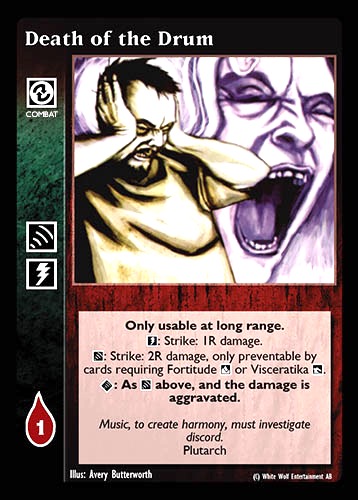 Death of the Drum
COMBAT
Only usable at long range.
: Strike: 1R damage.
: Strike: 2R damage, only preventable by
cards requiring Fortitude or Visceratika .
: As above, and the damage is
aggravated.
Music, to create harmony, must investigate
discord.
Plutarch
1
Illus: Avery Butterworth
(C) White Wolf Entertainment AB